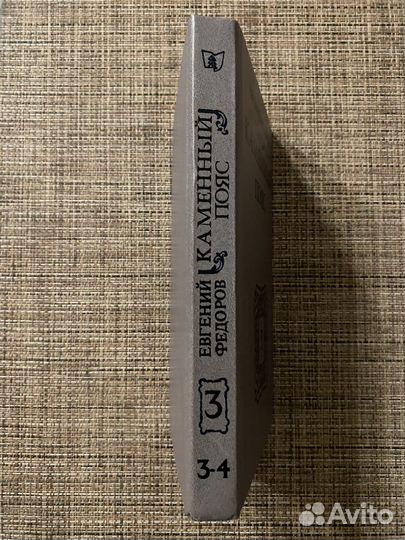 ЕВГЕНИЙ
ФЕДОРОВ
КАМЕННЫЙ
ПОЯС
3
3-4
Avito